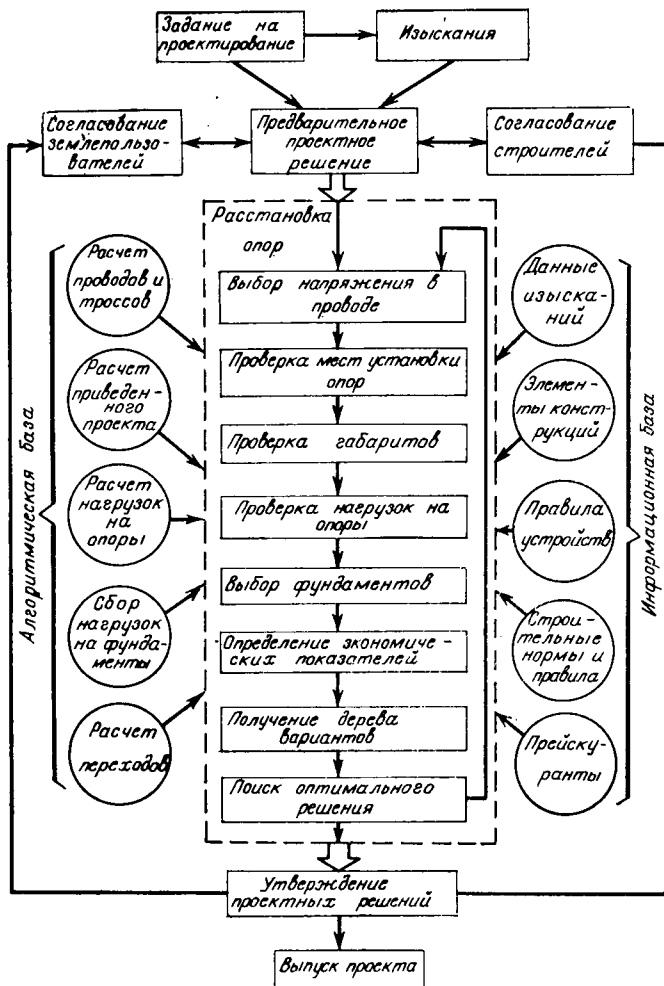 Задание на
проектирование
Изыскания
Согласование
землепользо-
вателей
Предварительное
проектное
решение
Согласование
строителей
Расстановка
опор
Выбор напряжения в
проводе
Проверка мест установки
опор
Проверка габаритов
Проверка нагрузок на
опоры
Выбор фундаментов
Определение экономиче-
ских показателей
Получение дерева
вариантов
Поиск оптимального
решения
Алгоритмическая база
Расчет
проводов и
троссов
Расчет
приведен-
ного проекта
Расчет
нагрузок
на опоры
Сбор
нагрузок
на фунда-
менты
Расчет
переходов
Данные
изысканий
Элемен-
ты конст-
рукций
Правила
устройств
Строи-
тельные
нормы и
правила
Прейску-
ранты
Информационная база
Утверждение
проектных решений
Выпуск проекта